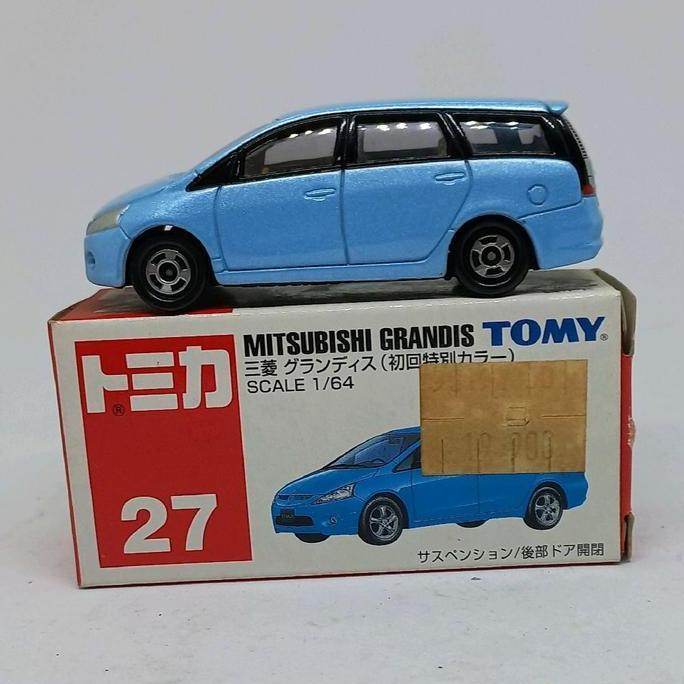 MITSUBISHI GRANDIS TOMY®
三菱 グランディス(初回特別カラー)
SCALE 1/64
トミカ®
27
サスペンション/後部ドア開閉